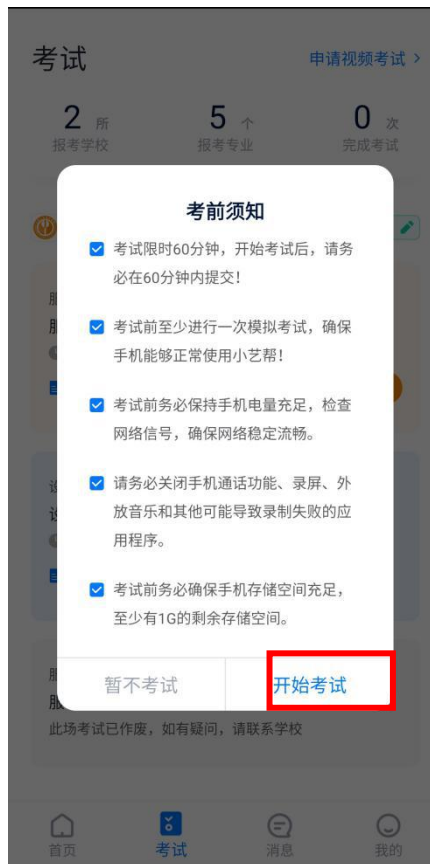 考试
申请视频考试 >
2 所
5 个
0 次
报考学校
报考专业
完成考试
考前须知
考试限时60分钟，开始考试后，请务
必在60分钟内提交！
考试前至少进行一次模拟考试，确保
手机能够正常使用小艺帮！
考试前务必保持手机电量充足，检查
网络信号，确保网络稳定流畅。
请务必关闭手机通话功能、录屏、外
放音乐和其他可能导致录制失败的应
用程序。
考试前务必确保手机存储空间充足，
至少有1G的剩余存储空间。
暂不考试
开始考试
此场考试已作废，如有疑问，请联系学校
首页
考试
消息
我的